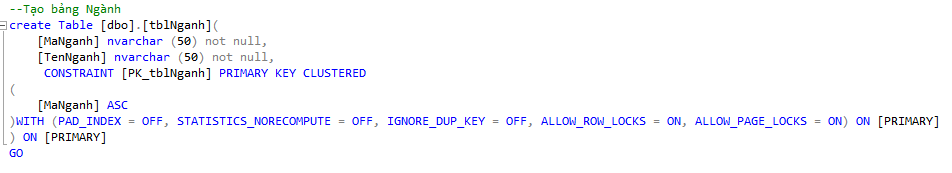 --Tạo bảng Ngành
create Table [dbo].[tblNganh](
[MaNganh] nvarchar (50) not null,
[TenNganh] nvarchar (50) not null,
CONSTRAINT [PK_tblNganh] PRIMARY KEY CLUSTERED
(
[MaNganh] ASC
)WITH (PAD_INDEX = OFF, STATISTICS_NORECOMPUTE = OFF, IGNORE_DUP_KEY = OFF, ALLOW_ROW_LOCKS = ON, ALLOW_PAGE_LOCKS = ON) ON [PRIMARY]
) ON [PRIMARY]
GO